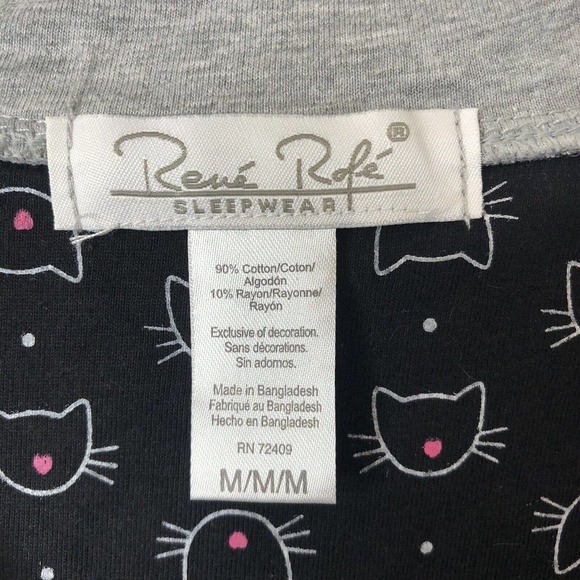 René Rofé®
SLEEPWEAR
90% Cotton/Coton/
Algodón
10% Rayon/Rayonne/
Rayón
Exclusive of decoration.
Sans décorations.
Sin adornos.
Made in Bangladesh
Fabriqué au Bangladesh
Hecho en Bangladesh
RN 72409
M/M/M